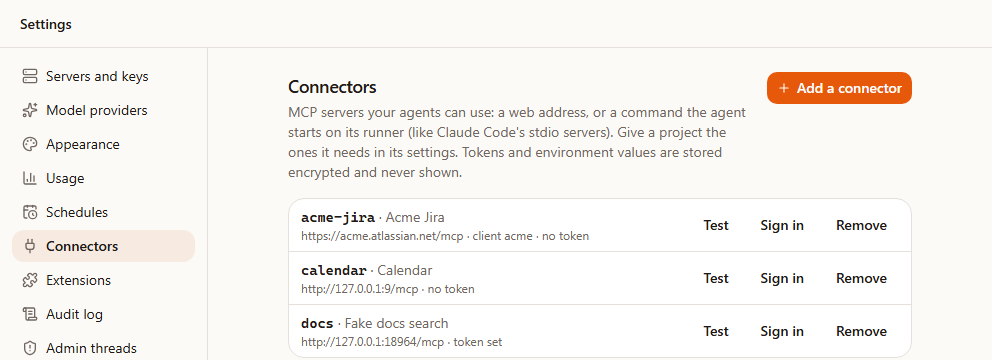 Settings
Servers and keys
Model providers
Appearance
Usage
Schedules
Connectors
Extensions
Audit log
Admin threads
Connectors
+ Add a connector
MCP servers your agents can use: a web address, or a command the agent
starts on its runner (like Claude Code's stdio servers). Give a project the
ones it needs in its settings. Tokens and environment values are stored
encrypted and never shown.
acme-jira · Acme Jira
https://acme.atlassian.net/mcp · client acme · no token
Test Sign in Remove
calendar · Calendar
http://127.0.0.1:9/mcp · no token
Test Sign in Remove
docs · Fake docs search
http://127.0.0.1:18964/mcp · token set
Test Sign in Remove